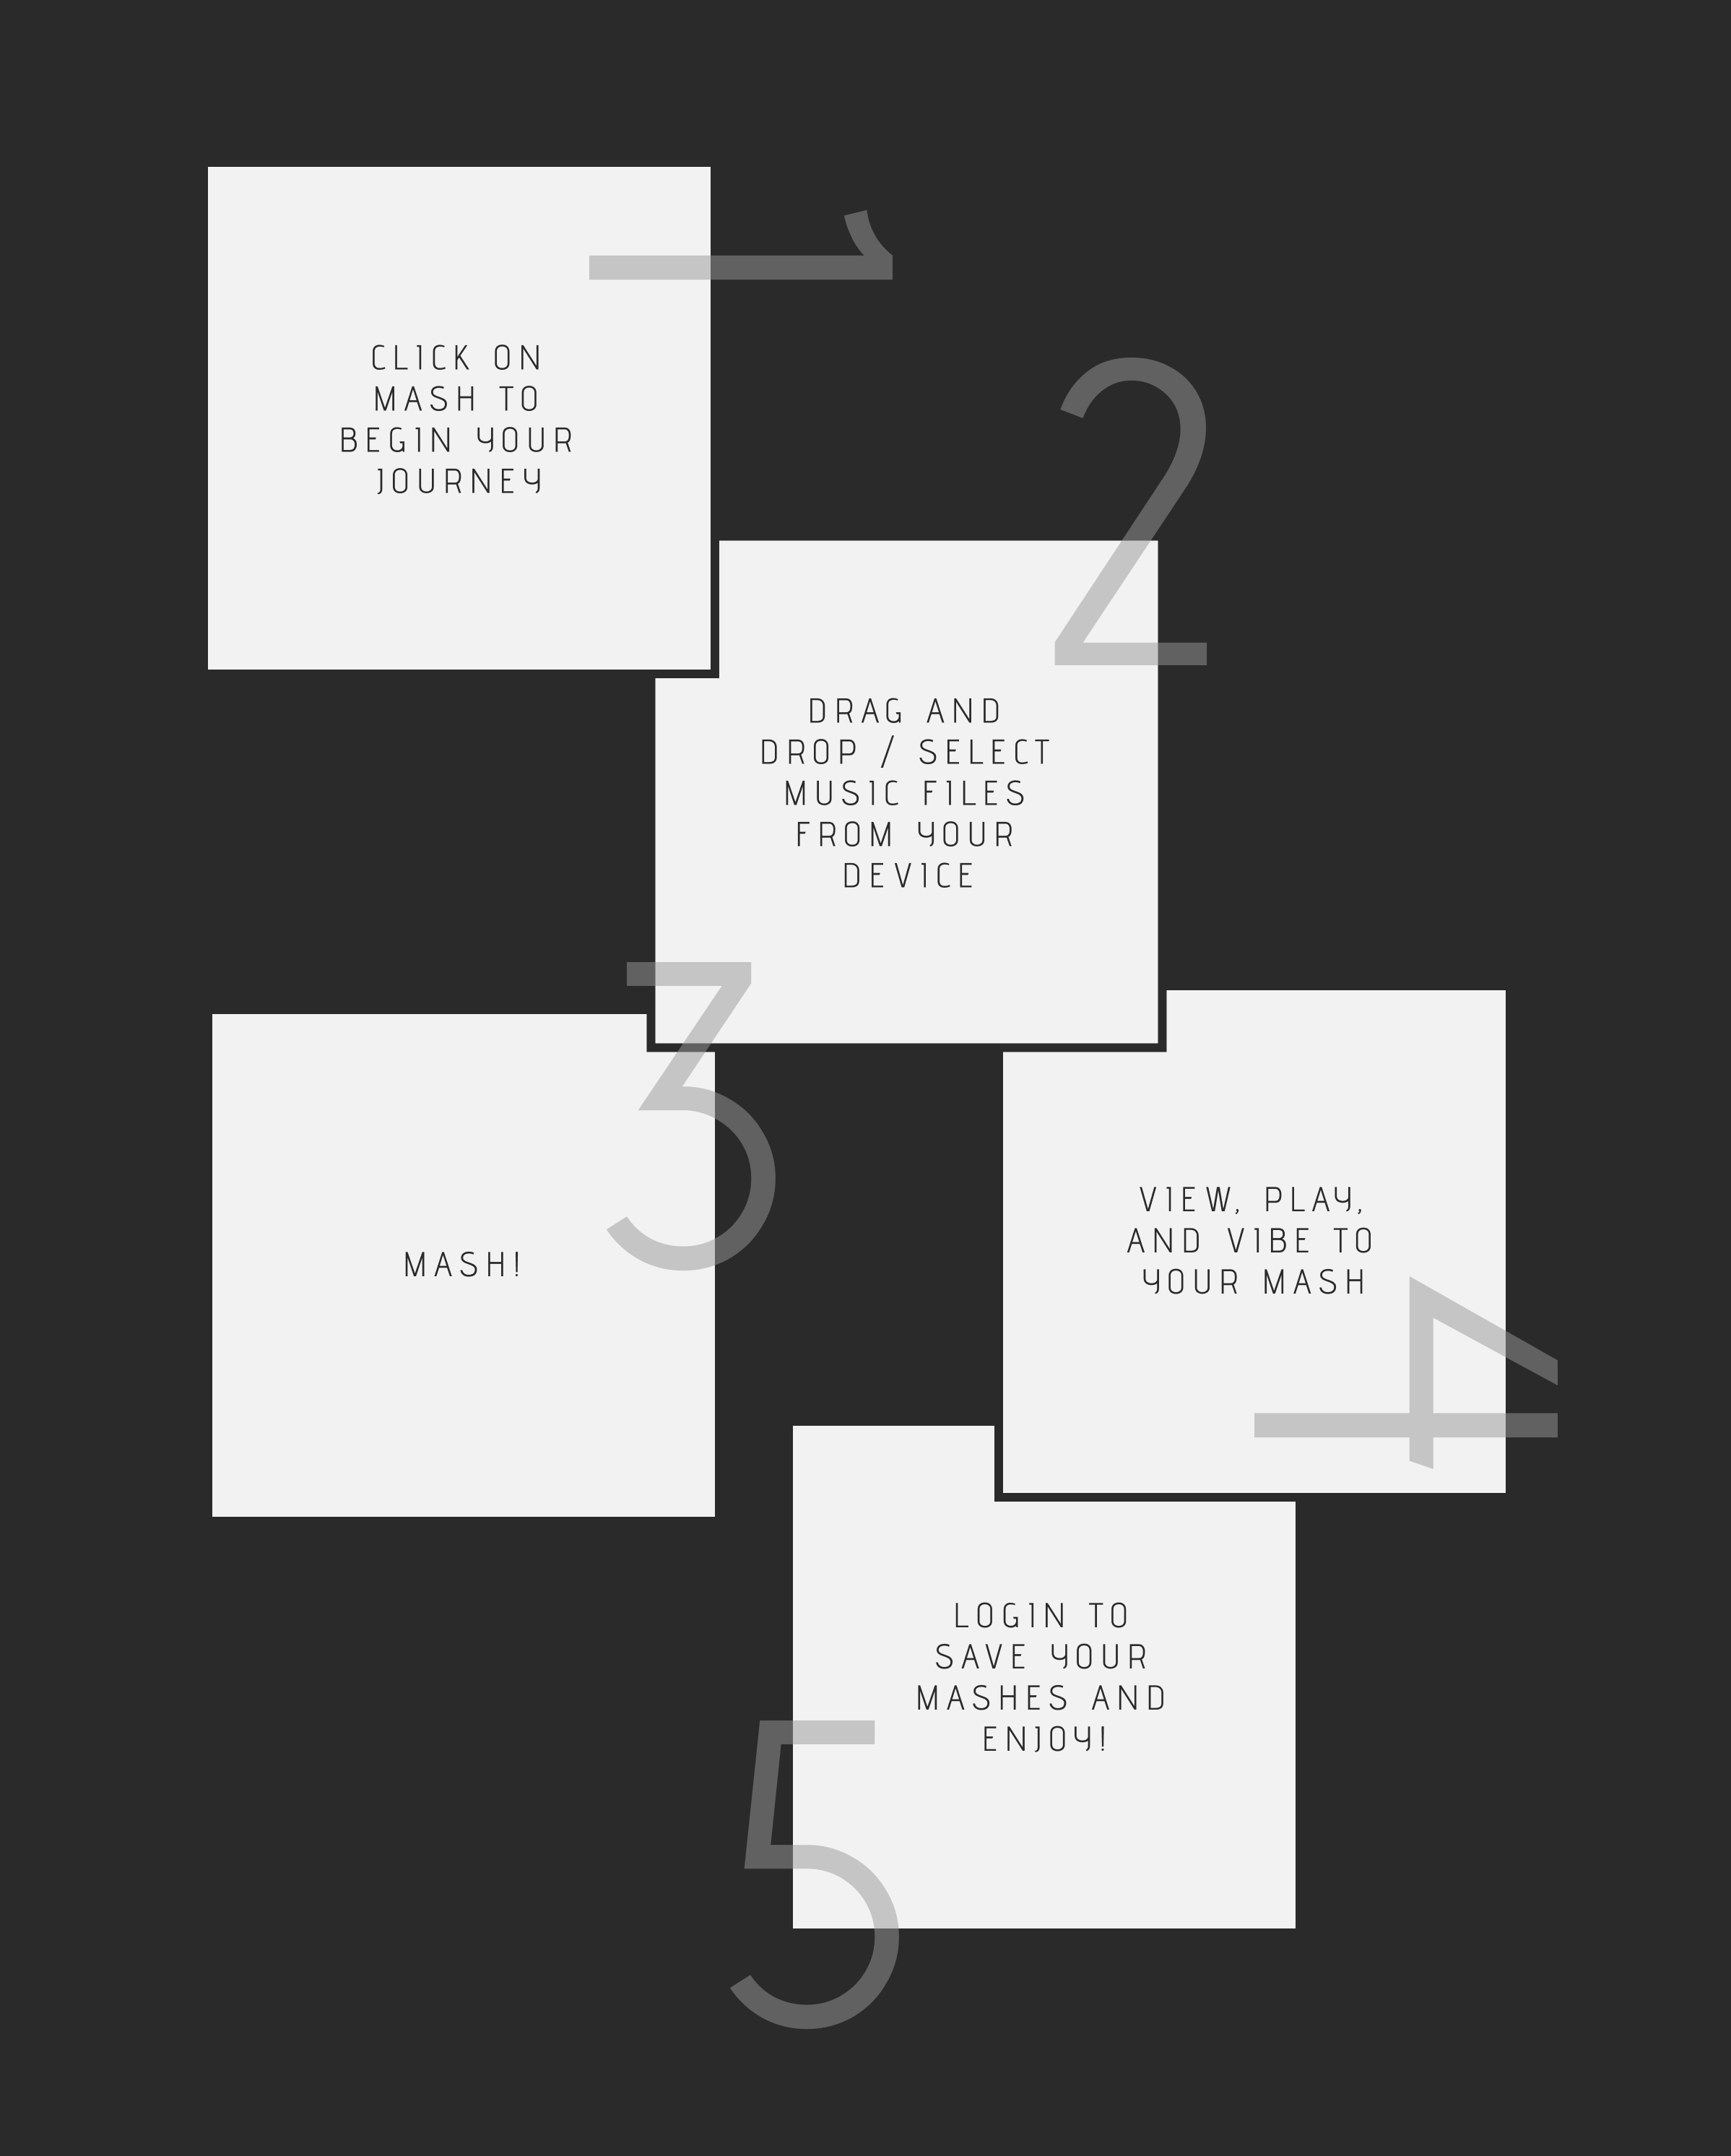 1
CLICK ON
MASH TO
BEGIN YOUR
JOURNEY
2
DRAG AND
DROP / SELECT
MUSIC FILES
FROM YOUR
DEVICE
3
MASH!
4
VIEW, PLAY,
AND VIBE TO
YOUR MASH
5
LOGIN TO
SAVE YOUR
MASHES AND
ENJOY!